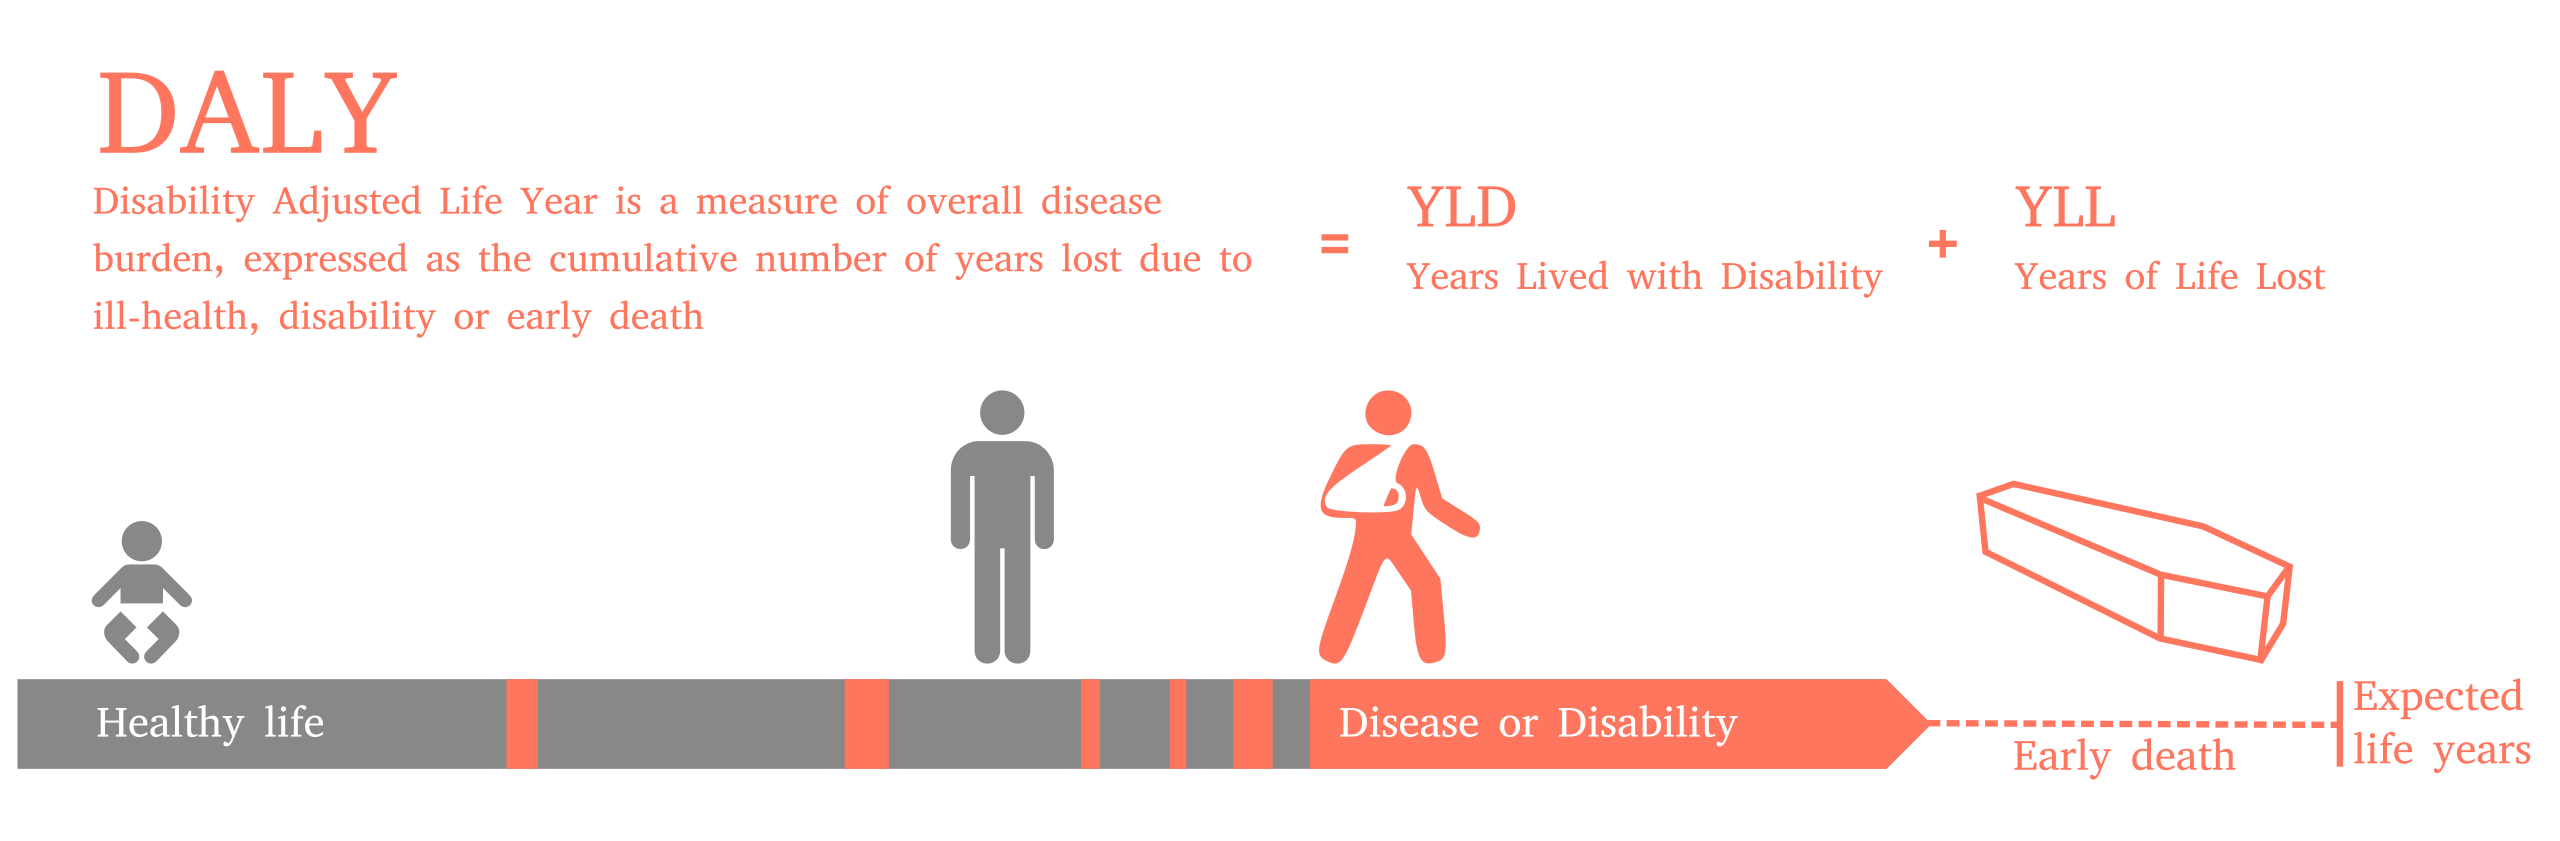 DALY
Disability Adjusted Life Year is a measure of overall disease
burden, expressed as the cumulative number of years lost due to
ill-health, disability or early death
=
YLD
Years Lived with Disability
+
YLL
Years of Life Lost
Healthy life
Disease or Disability
Early death
Expected
life years